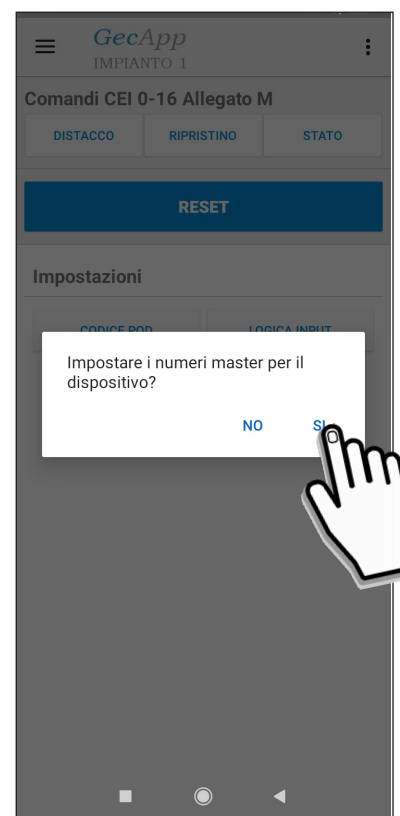 GecApp
IMPIANTO 1
Comandi CEI 0-16 Allegato M
DISTACCO RIPRISTINO STATO
RESET
Impostazioni
CODICE POD LOGICA INPUT
Impostare i numeri master per il
dispositivo?
NO SI